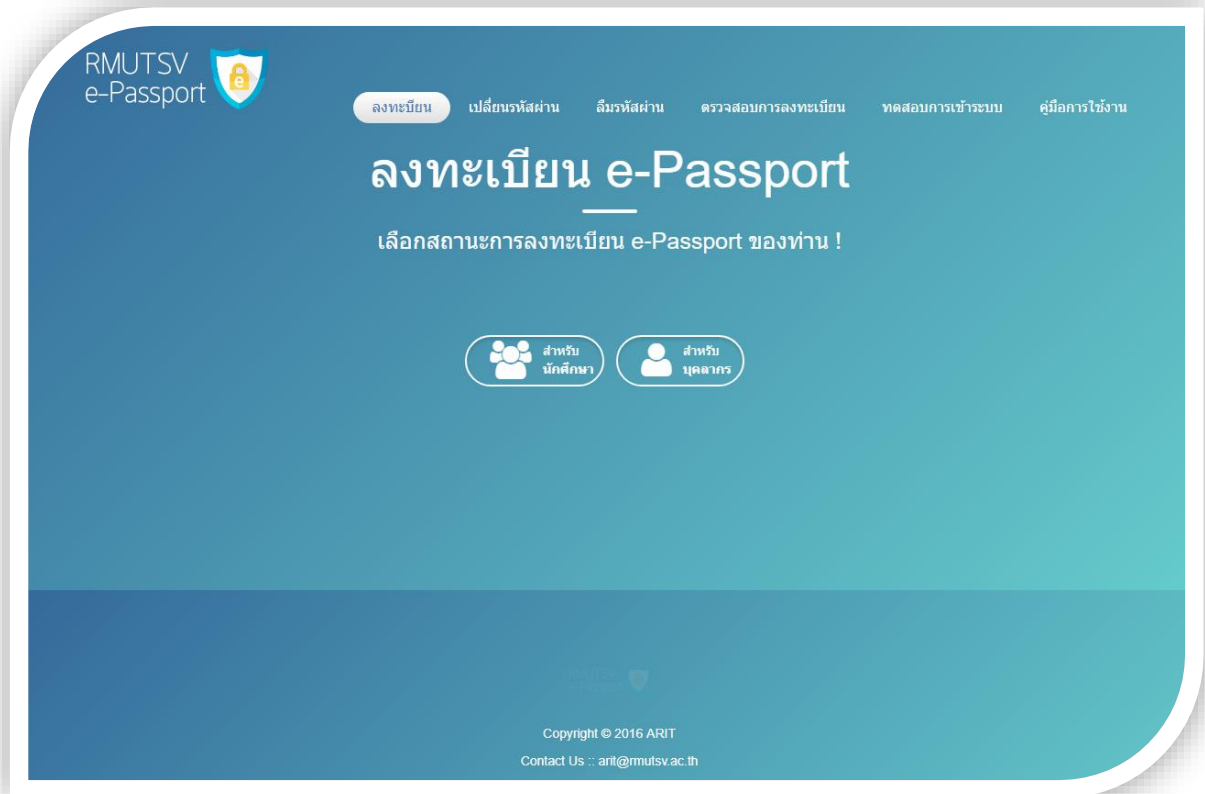 RMUTSV
e-Passport
e
ลงทะเบียน เปลี่ยนรหัสผ่าน ลืมรหัสผ่าน ตรวจสอบการลงทะเบียน ทดสอบการเข้าระบบ คู่มือการใช้งาน
ลงทะเบียน e-Passport
เลือกสถานะการลงทะเบียน e-Passport ของท่าน !
สำหรับ
นักศึกษา
สำหรับ
บุคลากร
RMUTSV
e-Passport
Copyright © 2016 ARIT
Contact Us :: arit@rmutsv.ac.th